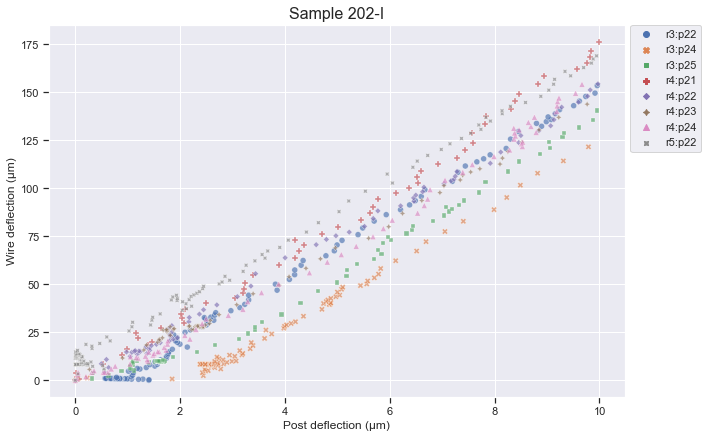 Sample 202-I
Wire deflection (μm)
175
150
125
100
75
50
25
0
0
2
4
6
8
10
Post deflection (μm)
r3:p22
r3:p24
r3:p25
r4:p21
r4:p22
r4:p23
r4:p24
r5:p22